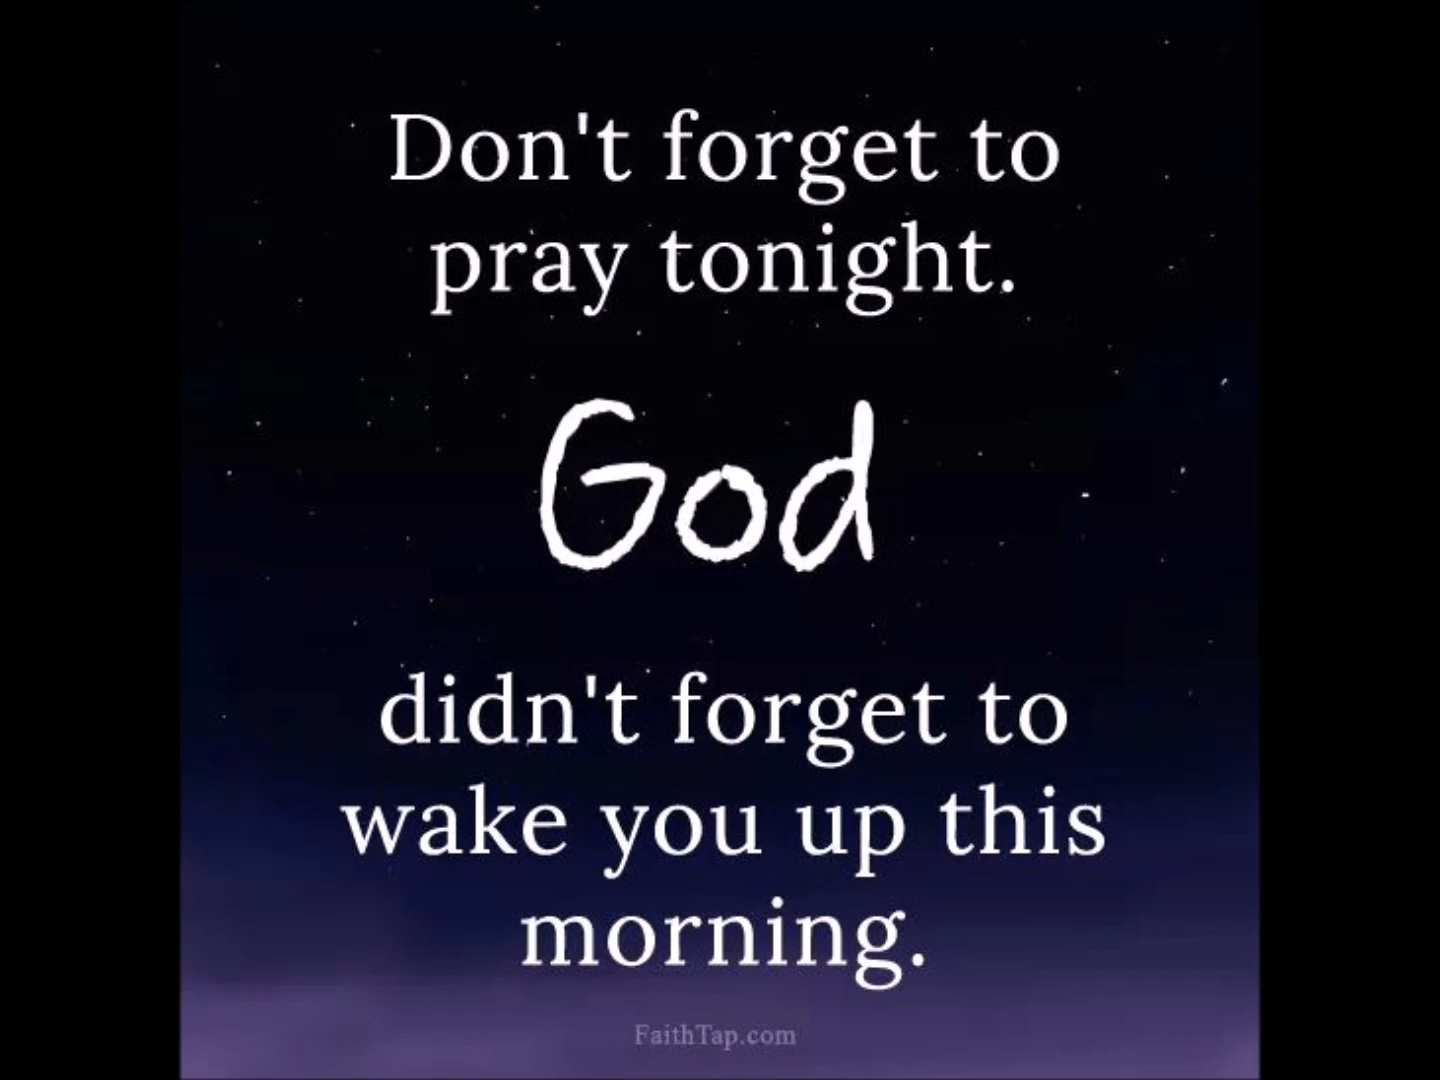 Don't forget to
pray tonight.
God
didn't forget to
wake you up this
morning.
FaithTap.com